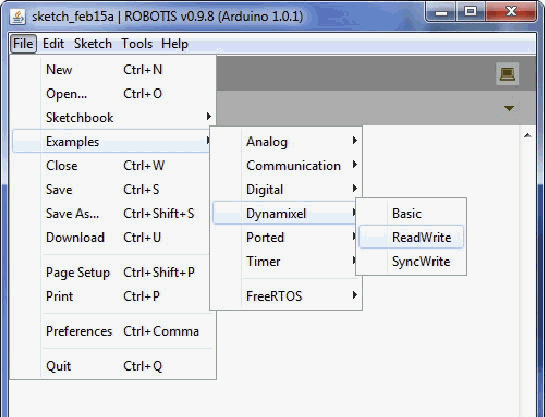 sketch_feb15a | ROBOTIS v0.9.8 (Arduino 1.0.1)
File Edit Sketch Tools Help
New Ctrl+N
Open... Ctrl+O
Sketchbook
Examples
Close Ctrl+W
Save Ctrl+S
Save As... Ctrl+Shift+S
Download Ctrl+U
Page Setup Ctrl+Shift+P
Print Ctrl+P
Preferences Ctrl+Comma
Quit Ctrl+Q
Analog
Communication
Digital
Dynamixel
Ported
Timer
FreeRTOS
Basic
ReadWrite
SyncWrite